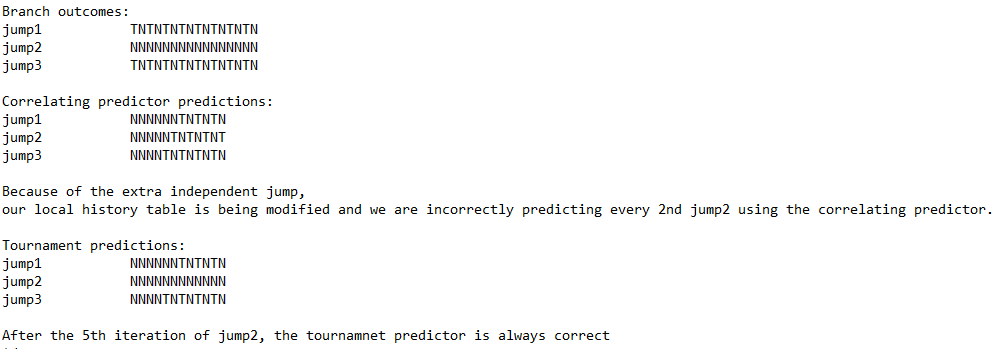 Branch outcomes:
jump1 TNTNTNTNTNTNTNTN
jump2 NNNNNNNNNNNNNNNN
jump3 TNTNTNTNTNTNTNTN
Correlating predictor predictions:
jump1 NNNNNNTNTNTN
jump2 NNNNNTNTNTNT
jump3 NNNNTNTNTNTN
Because of the extra independent jump,
our local history table is being modified and we are incorrectly predicting every 2nd jump2 using the correlating predictor.
Tournament predictions:
jump1 NNNNNNTNTNTN
jump2 NNNNNNNNNNNN
jump3 NNNNTNTNTNTN
After the 5th iteration of jump2, the tournamnet predictor is always correct